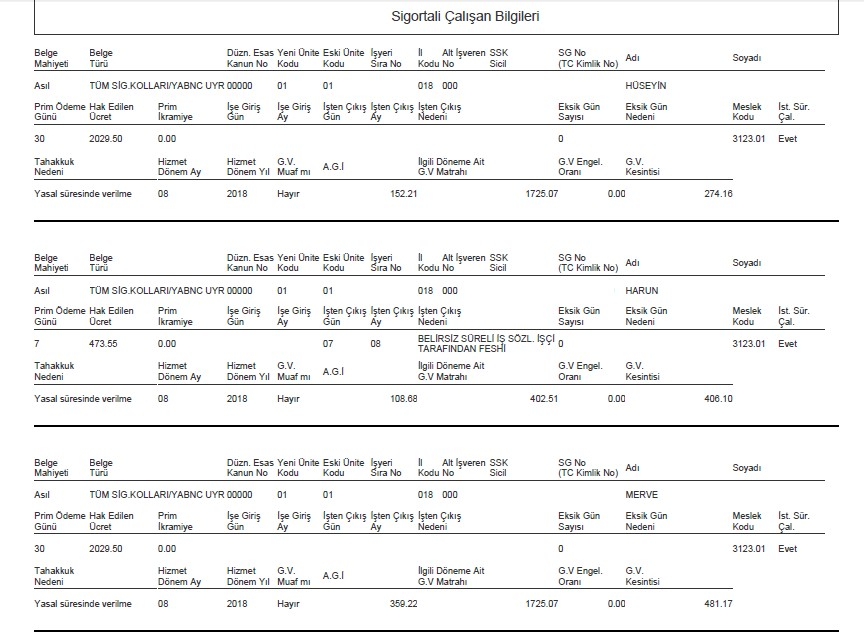 Sigortali Çalışan Bilgileri
Belge Belge Düzn. Esas Yeni Ünite Eski Ünite İşyeri İl Alt İşveren SSK SG No Adı Soyadı
Mahiyeti Türü Kanun No Kodu Kodu Sıra No Kodu No Sicil (TC Kimlik No)
Asıl TÜM SİG.KOLLARI/YABNC UYR 00000 01 01 018 000 HÜSEYİN
Prim Ödeme Hak Edilen Prim İşe Giriş İşe Giriş İşten Çıkış İşten Çıkış İşten Çıkış Eksik Gün Eksik Gün Meslek İst. Sür.
Günü Ücret İkramiye Gün Ay Gün Ay Nedeni Sayısı Nedeni Kodu Çal.
30 2029.50 0.00 0 3123.01 Evet
Tahakkuk Hizmet Hizmet G.V. A.G.İ İlgili Döneme Ait G.V Engel. G.V.
Nedeni Dönem Ay Dönem Yıl Muaf mı G.V Matrahı Oranı Kesintisi
Yasal süresinde verilme 08 2018 Hayır 152.21 1725.07 0.00 274.16
Belge Belge Düzn. Esas Yeni Ünite Eski Ünite İşyeri İl Alt İşveren SSK SG No Adı Soyadı
Mahiyeti Türü Kanun No Kodu Kodu Sıra No Kodu No Sicil (TC Kimlik No)
Asıl TÜM SİG.KOLLARI/YABNC UYR 00000 01 01 018 000 HARUN
Prim Ödeme Hak Edilen Prim İşe Giriş İşe Giriş İşten Çıkış İşten Çıkış İşten Çıkış Eksik Gün Eksik Gün Meslek İst. Sür.
Günü Ücret İkramiye Gün Ay Gün Ay Nedeni Sayısı Nedeni Kodu Çal.
7 473.55 0.00 07 08 BELİRSİZ SÜRELİ İŞ SÖZL. İŞÇİ 0 3123.01 Evet
TARAFINDAN FESHİ
Tahakkuk Hizmet Hizmet G.V. A.G.İ İlgili Döneme Ait G.V Engel. G.V.
Nedeni Dönem Ay Dönem Yıl Muaf mı G.V Matrahı Oranı Kesintisi
Yasal süresinde verilme 08 2018 Hayır 108.68 402.51 0.00 406.10
Belge Belge Düzn. Esas Yeni Ünite Eski Ünite İşyeri İl Alt İşveren SSK SG No Adı Soyadı
Mahiyeti Türü Kanun No Kodu Kodu Sıra No Kodu No Sicil (TC Kimlik No)
Asıl TÜM SİG.KOLLARI/YABNC UYR 00000 01 01 018 000 MERVE
Prim Ödeme Hak Edilen Prim İşe Giriş İşe Giriş İşten Çıkış İşten Çıkış İşten Çıkış Eksik Gün Eksik Gün Meslek İst. Sür.
Günü Ücret İkramiye Gün Ay Gün Ay Nedeni Sayısı Nedeni Kodu Çal.
30 2029.50 0.00 0 3123.01 Evet
Tahakkuk Hizmet Hizmet G.V. A.G.İ İlgili Döneme Ait G.V Engel. G.V.
Nedeni Dönem Ay Dönem Yıl Muaf mı G.V Matrahı Oranı Kesintisi
Yasal süresinde verilme 08 2018 Hayır 359.22 1725.07 0.00 481.17